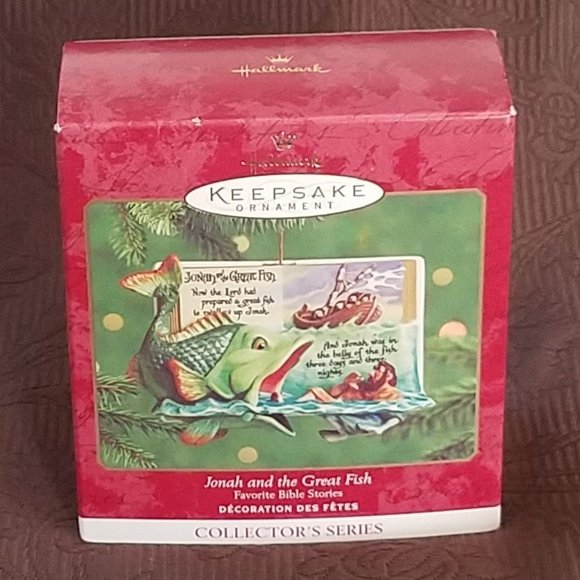 Hallmark
Hallmark
KEEPSAKE
ORNAMENT
JONAH and the GREAT FISH
Now the Lord had
prepared a great fish
to swallow up Jonah.
And Jonah was in
the belly of the fish
three days and three
nights.
Jonah and the Great Fish
Favorite Bible Stories
DÉCORATION DES FÊTES
COLLECTOR'S SERIES